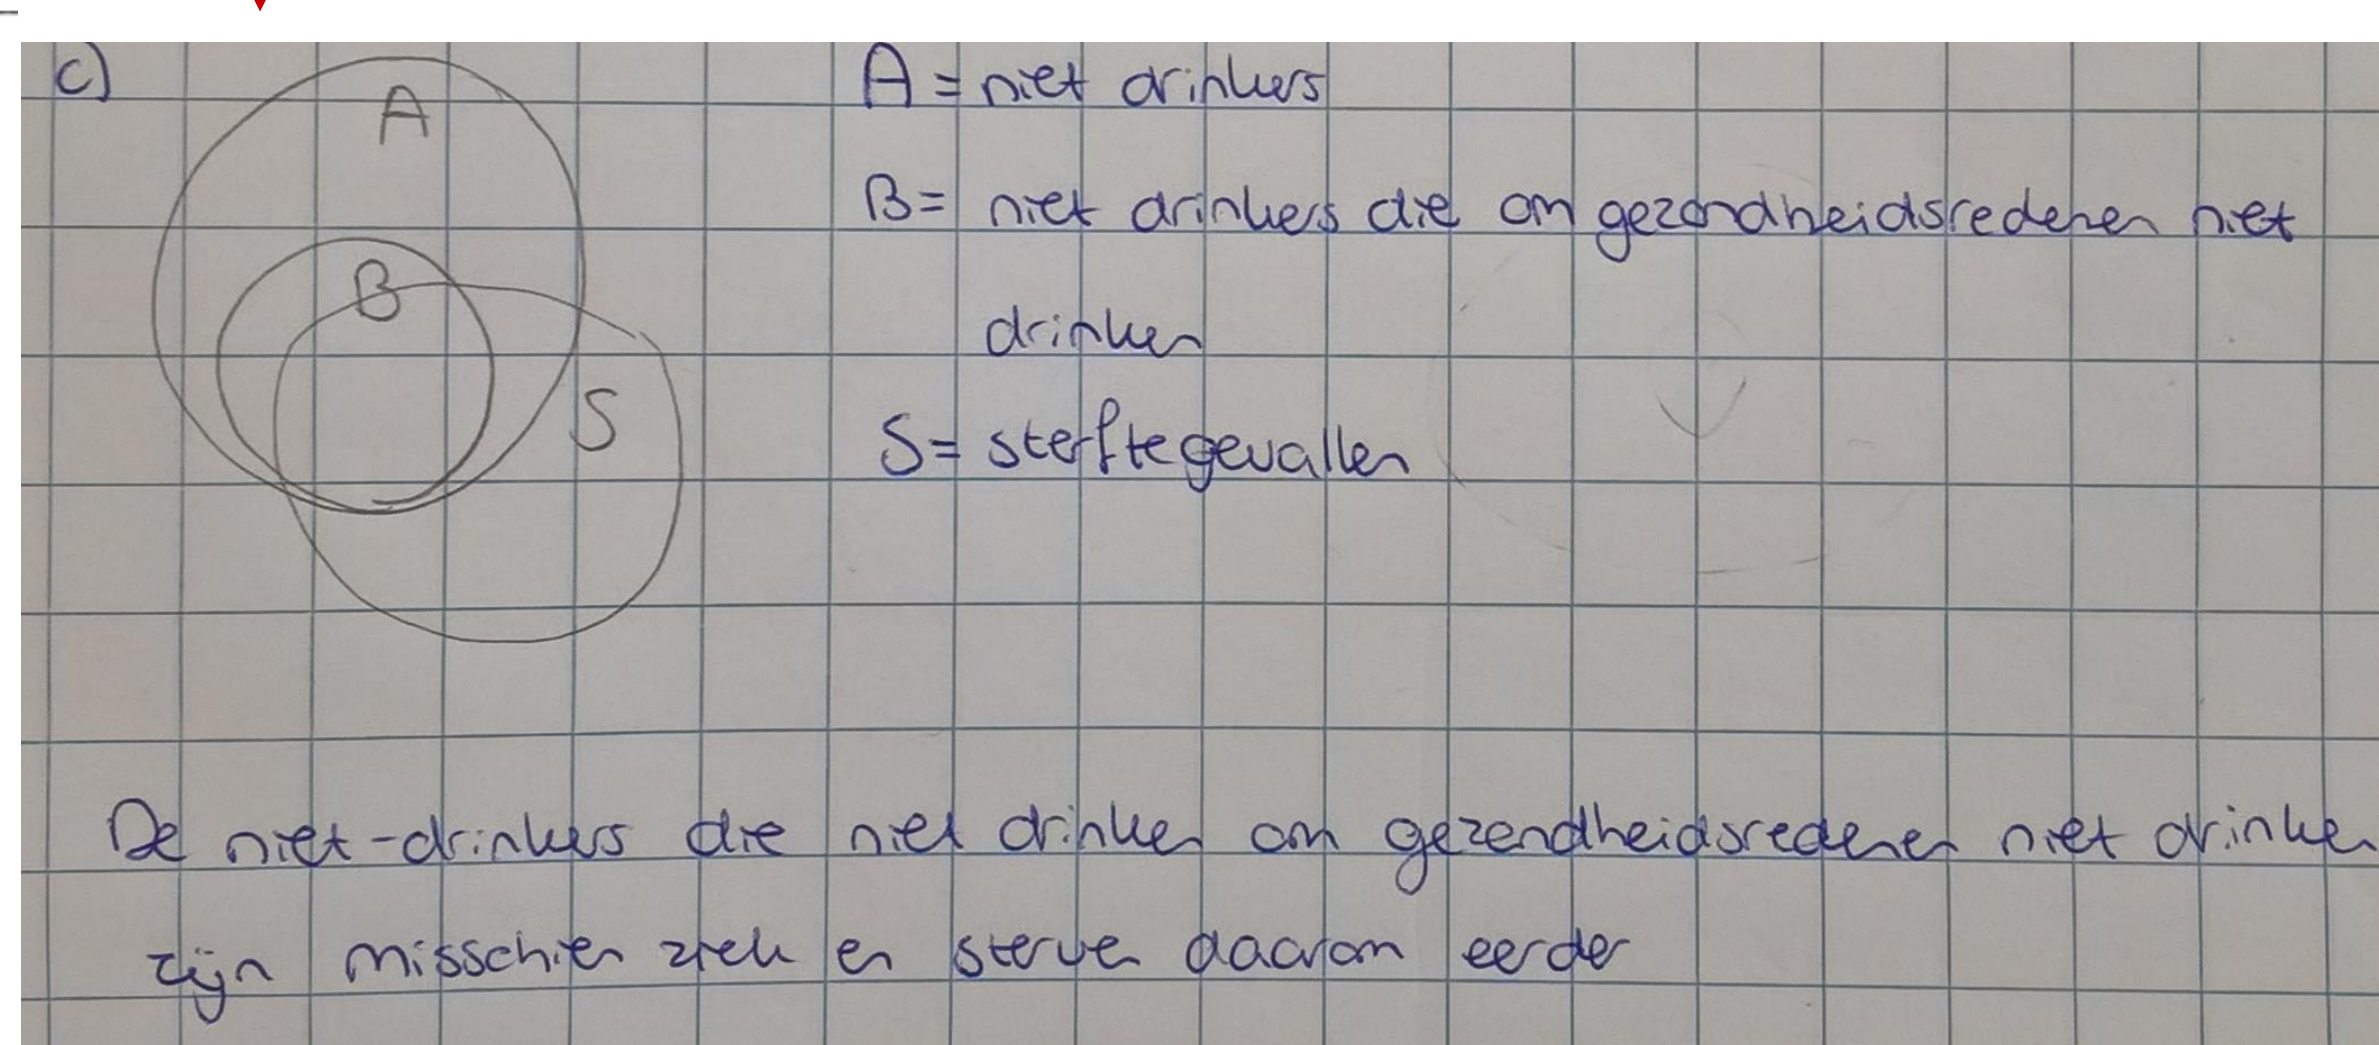 c)
A
B
S
A = niet drinkers
B = niet drinkers die om gezondheidsredenen niet
drinken
S = sterftegevallen
De niet-drinkers die niet drinken om gezondheidsredenen niet drinken
zijn misschien ziek en sterven daarom eerder